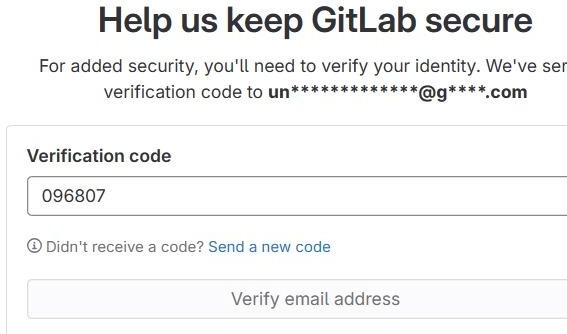 Help us keep GitLab secure
For added security, you'll need to verify your identity. We've
verification code to un*************@g****.com
Verification code
096807
Didn't receive a code? Send a new code
Verify email address